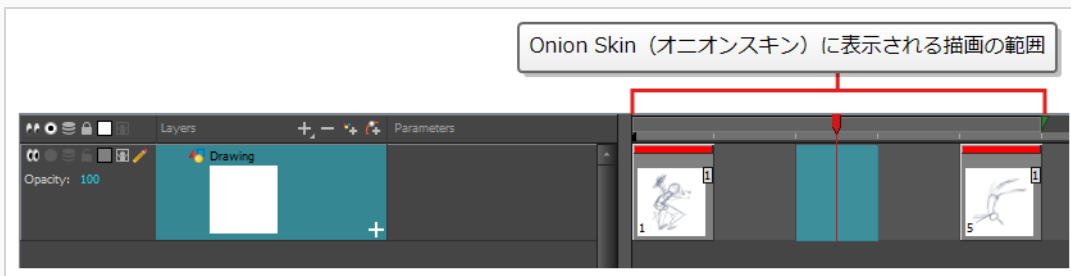 Onion Skin（オニオンスキン）に表示される描画の範囲
Layers
Parameters
Drawing
Opacity: 100
1
1
1
5